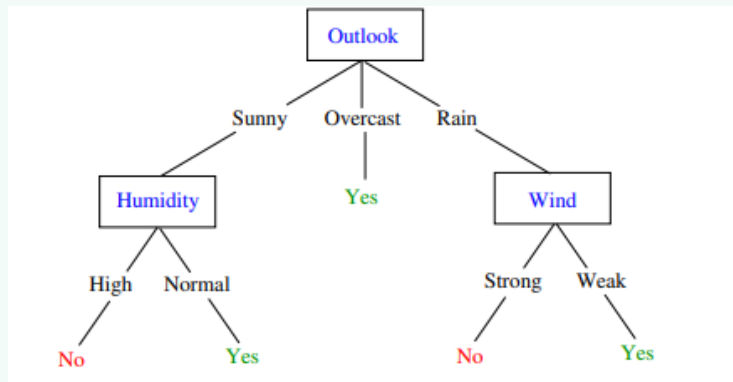 Outlook
Sunny Overcast Rain
Humidity Yes Wind
High Normal Strong Weak
No Yes No Yes